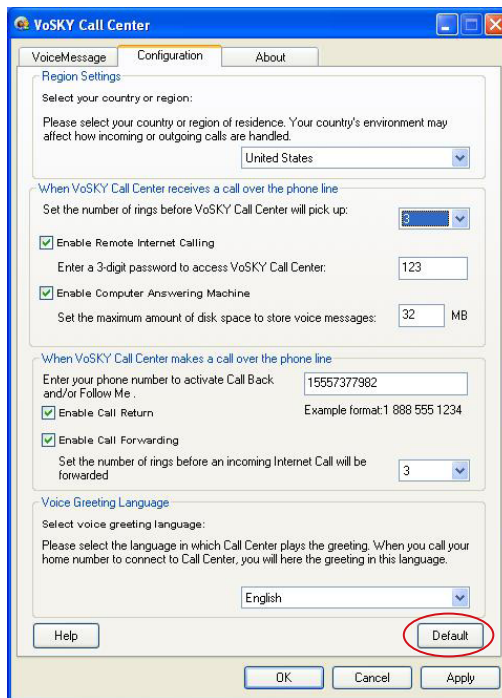 VoSKY Call Center
VoiceMessage
Configuration
About
Region Settings
Select your country or region:
Please select your country or region of residence. Your country's environment may
affect how incoming or outgoing calls are handled.
United States
When VoSKY Call Center receives a call over the phone line
Set the number of rings before VoSKY Call Center will pick up:
3
Enable Remote Internet Calling
Enter a 3-digit password to access VoSKY Call Center:
123
Enable Computer Answering Machine
Set the maximum amount of disk space to store voice messages:
32
MB
When VoSKY Call Center makes a call over the phone line
Enter your phone number to activate Call Back
and/or Follow Me .
15557377982
Enable Call Return
Example format:1 888 555 1234
Enable Call Forwarding
Set the number of rings before an incoming Internet Call will be
forwarded
3
Voice Greeting Language
Select voice greeting language:
Please select the language in which Call Center plays the greeting. When you call your
home number to connect to Call Center, you will here the greeting in this language.
English
Help
Default
OK
Cancel
Apply